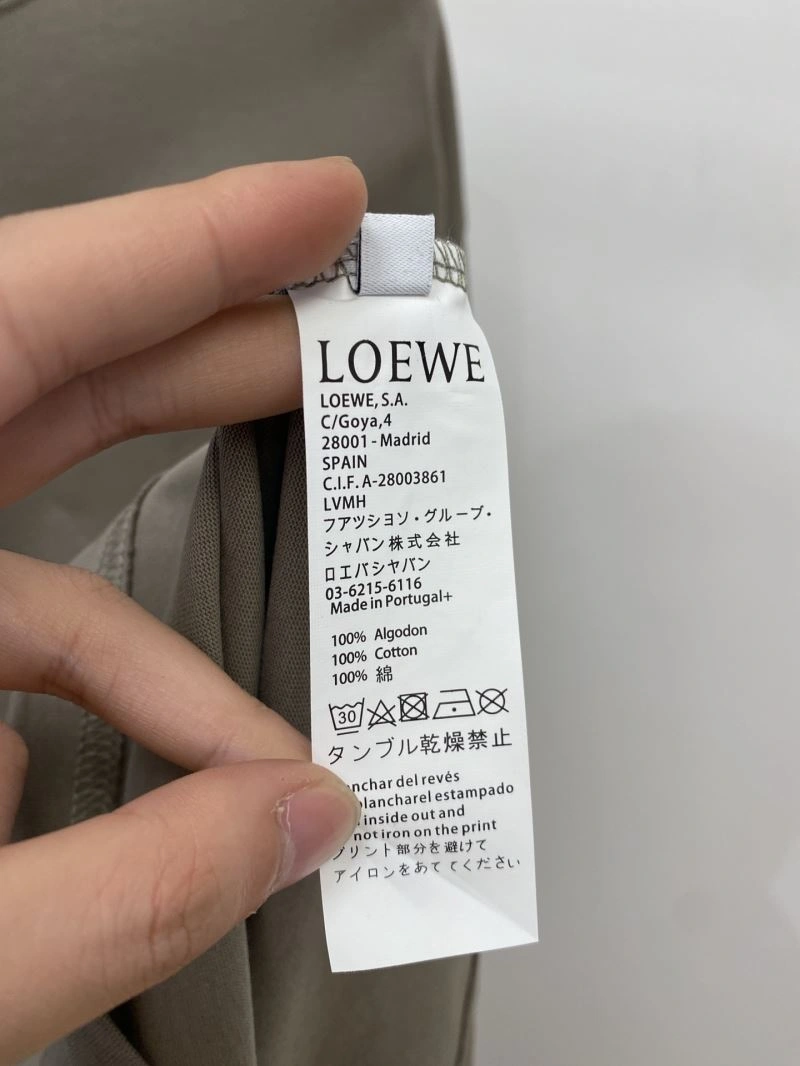 LOEWE
LOEWE, S.A.
C/Goya,4
28001 - Madrid
SPAIN
C.I.F. A-28003861
LVMH
フアツショソ・グループ・
シャバン株式会社
ロエバシヤバン
03-6215-6116
Made in Portugal+
100% Algodon
100% Cotton
100% 綿
30
タンブル乾燥禁止
del revés
estampado
inside out and
not iron on the print
プリント部分を避けて
アイロンをあててください